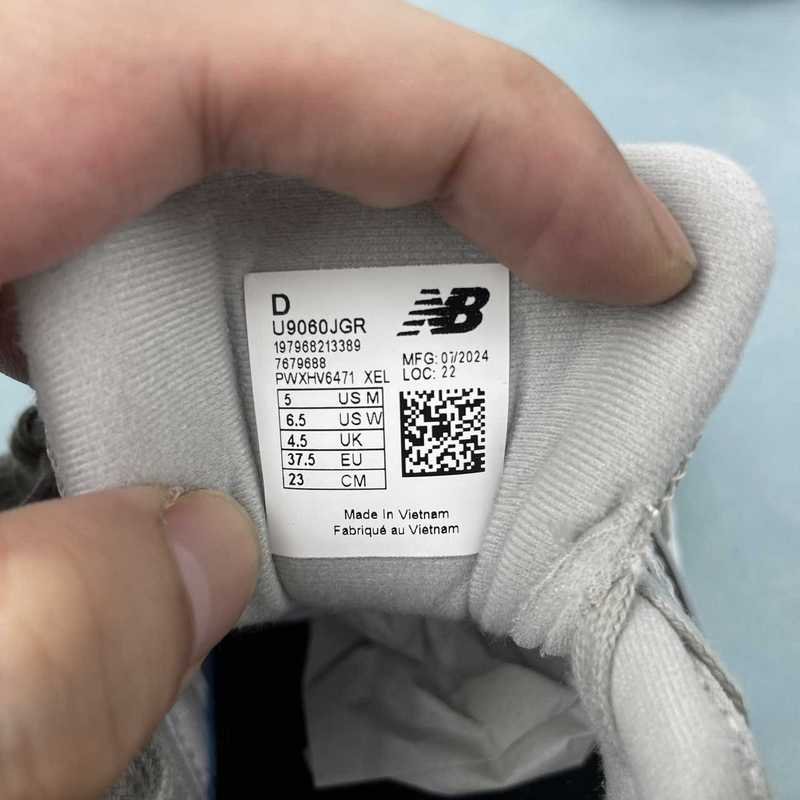 D
U9060JGR
197968213389
7679688
PWXHV6471 XEL
NB
MFG: 07/2024
LOC: 22
5 US M
6.5 US W
4.5 UK
37.5 EU
23 CM
Made In Vietnam
Fabriqué au Vietnam